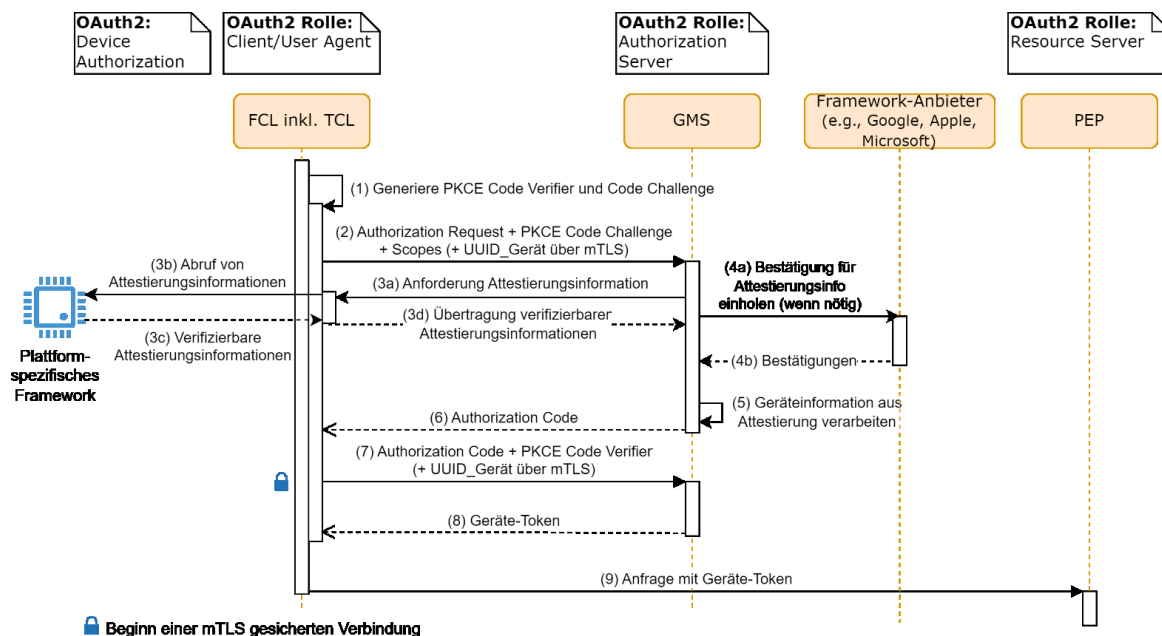 OAuth2:
Device
Authorization
OAuth2 Rolle:
Client/User Agent
OAuth2 Rolle:
Authorization
Server
OAuth2 Rolle:
Resource Server
FCL inkl. TCL
GMS
Framework-Anbieter
(e.g., Google, Apple,
Microsoft)
PEP
(1) Generiere PKCE Code Verifier und Code Challenge
(2) Authorization Request + PKCE Code Challenge
+ Scopes (+ UUID_Gerät über mTLS)
(3a) Anforderung Attestierungsinformation
(3b) Abruf von
Attestierungsinformationen
(3c) Verifizierbare
Attestierungsinformationen
(3d) Übertragung verifizierbarer
Attestierungsinformationen
Plattform-
spezifisches
Framework
(4a) Bestätigung für
Attestierungsinfo
einholen (wenn nötig)
(4b) Bestätigungen
(5) Geräteinformation aus
Attestierung verarbeiten
(6) Authorization Code
(7) Authorization Code + PKCE Code Verifier
(+ UUID_Gerät über mTLS)
(8) Geräte-Token
(9) Anfrage mit Geräte-Token
Beginn einer mTLS gesicherten Verbindung